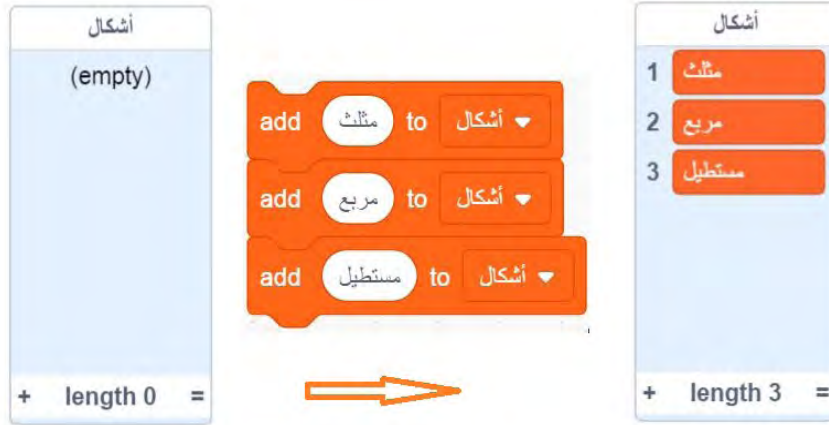 أشكال
(empty)
+ length 0 =
add مثلث to أشكال
add مربع to أشكال
add مستطيل to أشكال
أشكال
1 مثلث
2 مربع
3 مستطيل
+ length 3 =